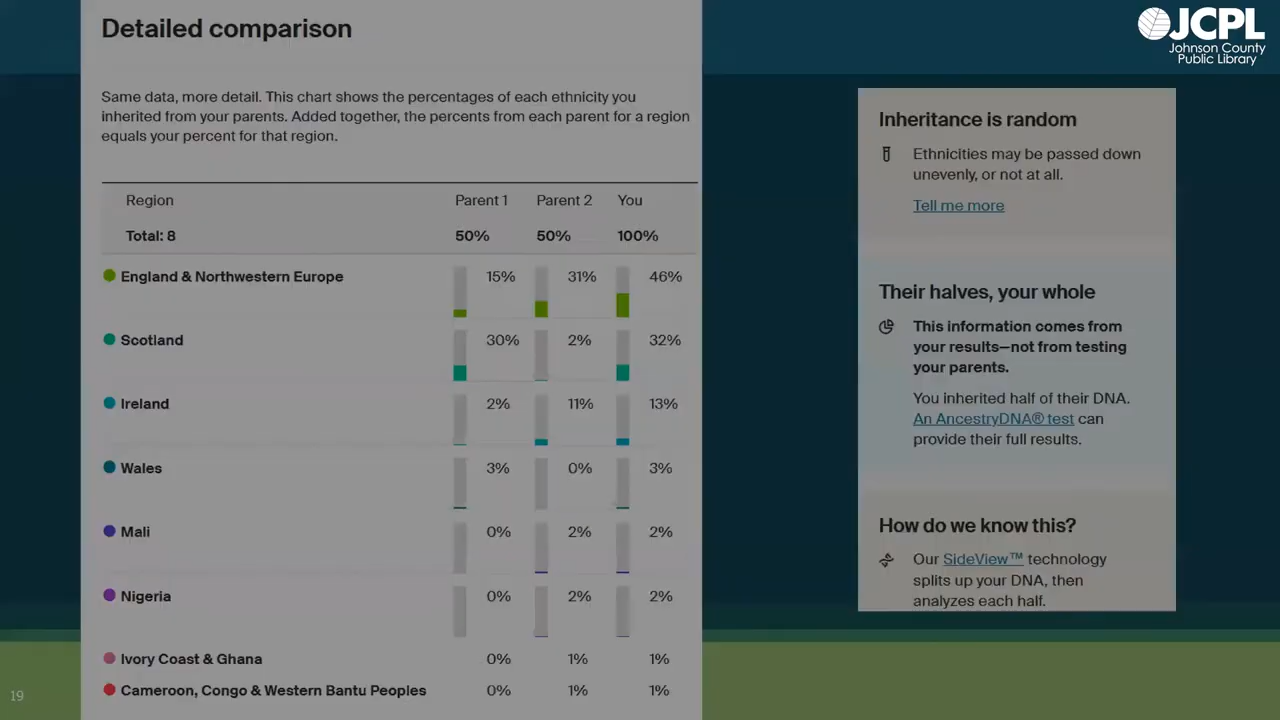 Detailed comparison
Same data, more detail. This chart shows the percentages of each ethnicity you
inherited from your parents. Added together, the percents from each parent for a region
equals your percent for that region.
Region Parent 1 Parent 2 You
Total: 8 50% 50% 100%
England & Northwestern Europe 15% 31% 46%
Scotland 30% 2% 32%
Ireland 2% 11% 13%
Wales 3% 0% 3%
Mali 0% 2% 2%
Nigeria 0% 2% 2%
Ivory Coast & Ghana 0% 1% 1%
Cameroon, Congo & Western Bantu Peoples 0% 1% 1%
JCPL
Johnson County
Public Library
Inheritance is random
Ethnicities may be passed down
unevenly, or not at all.
Tell me more
Their halves, your whole
This information comes from
your results—not from testing
your parents.
You inherited half of their DNA.
An AncestryDNA® test can
provide their full results.
How do we know this?
Our SideView™ technology
splits up your DNA, then
analyzes each half.
19